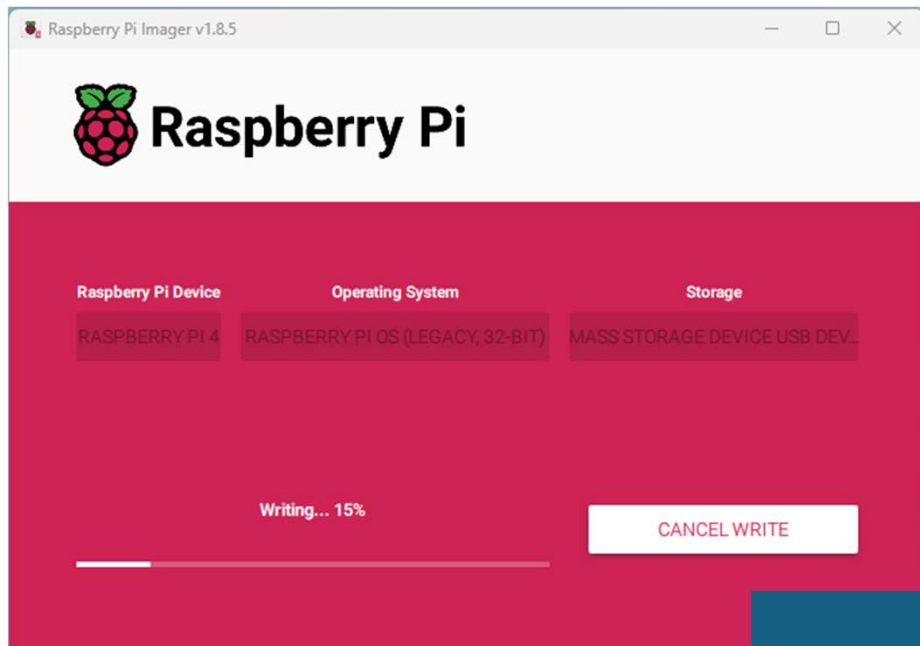 Raspberry Pi Imager v1.8.5
Raspberry Pi
Raspberry Pi Device
Operating System
Storage
RASPBERRY PI 4
RASPBERRY PI OS (LEGACY, 32-BIT)
MASS STORAGE DEVICE USB DEV...
Writing... 15%
CANCEL WRITE